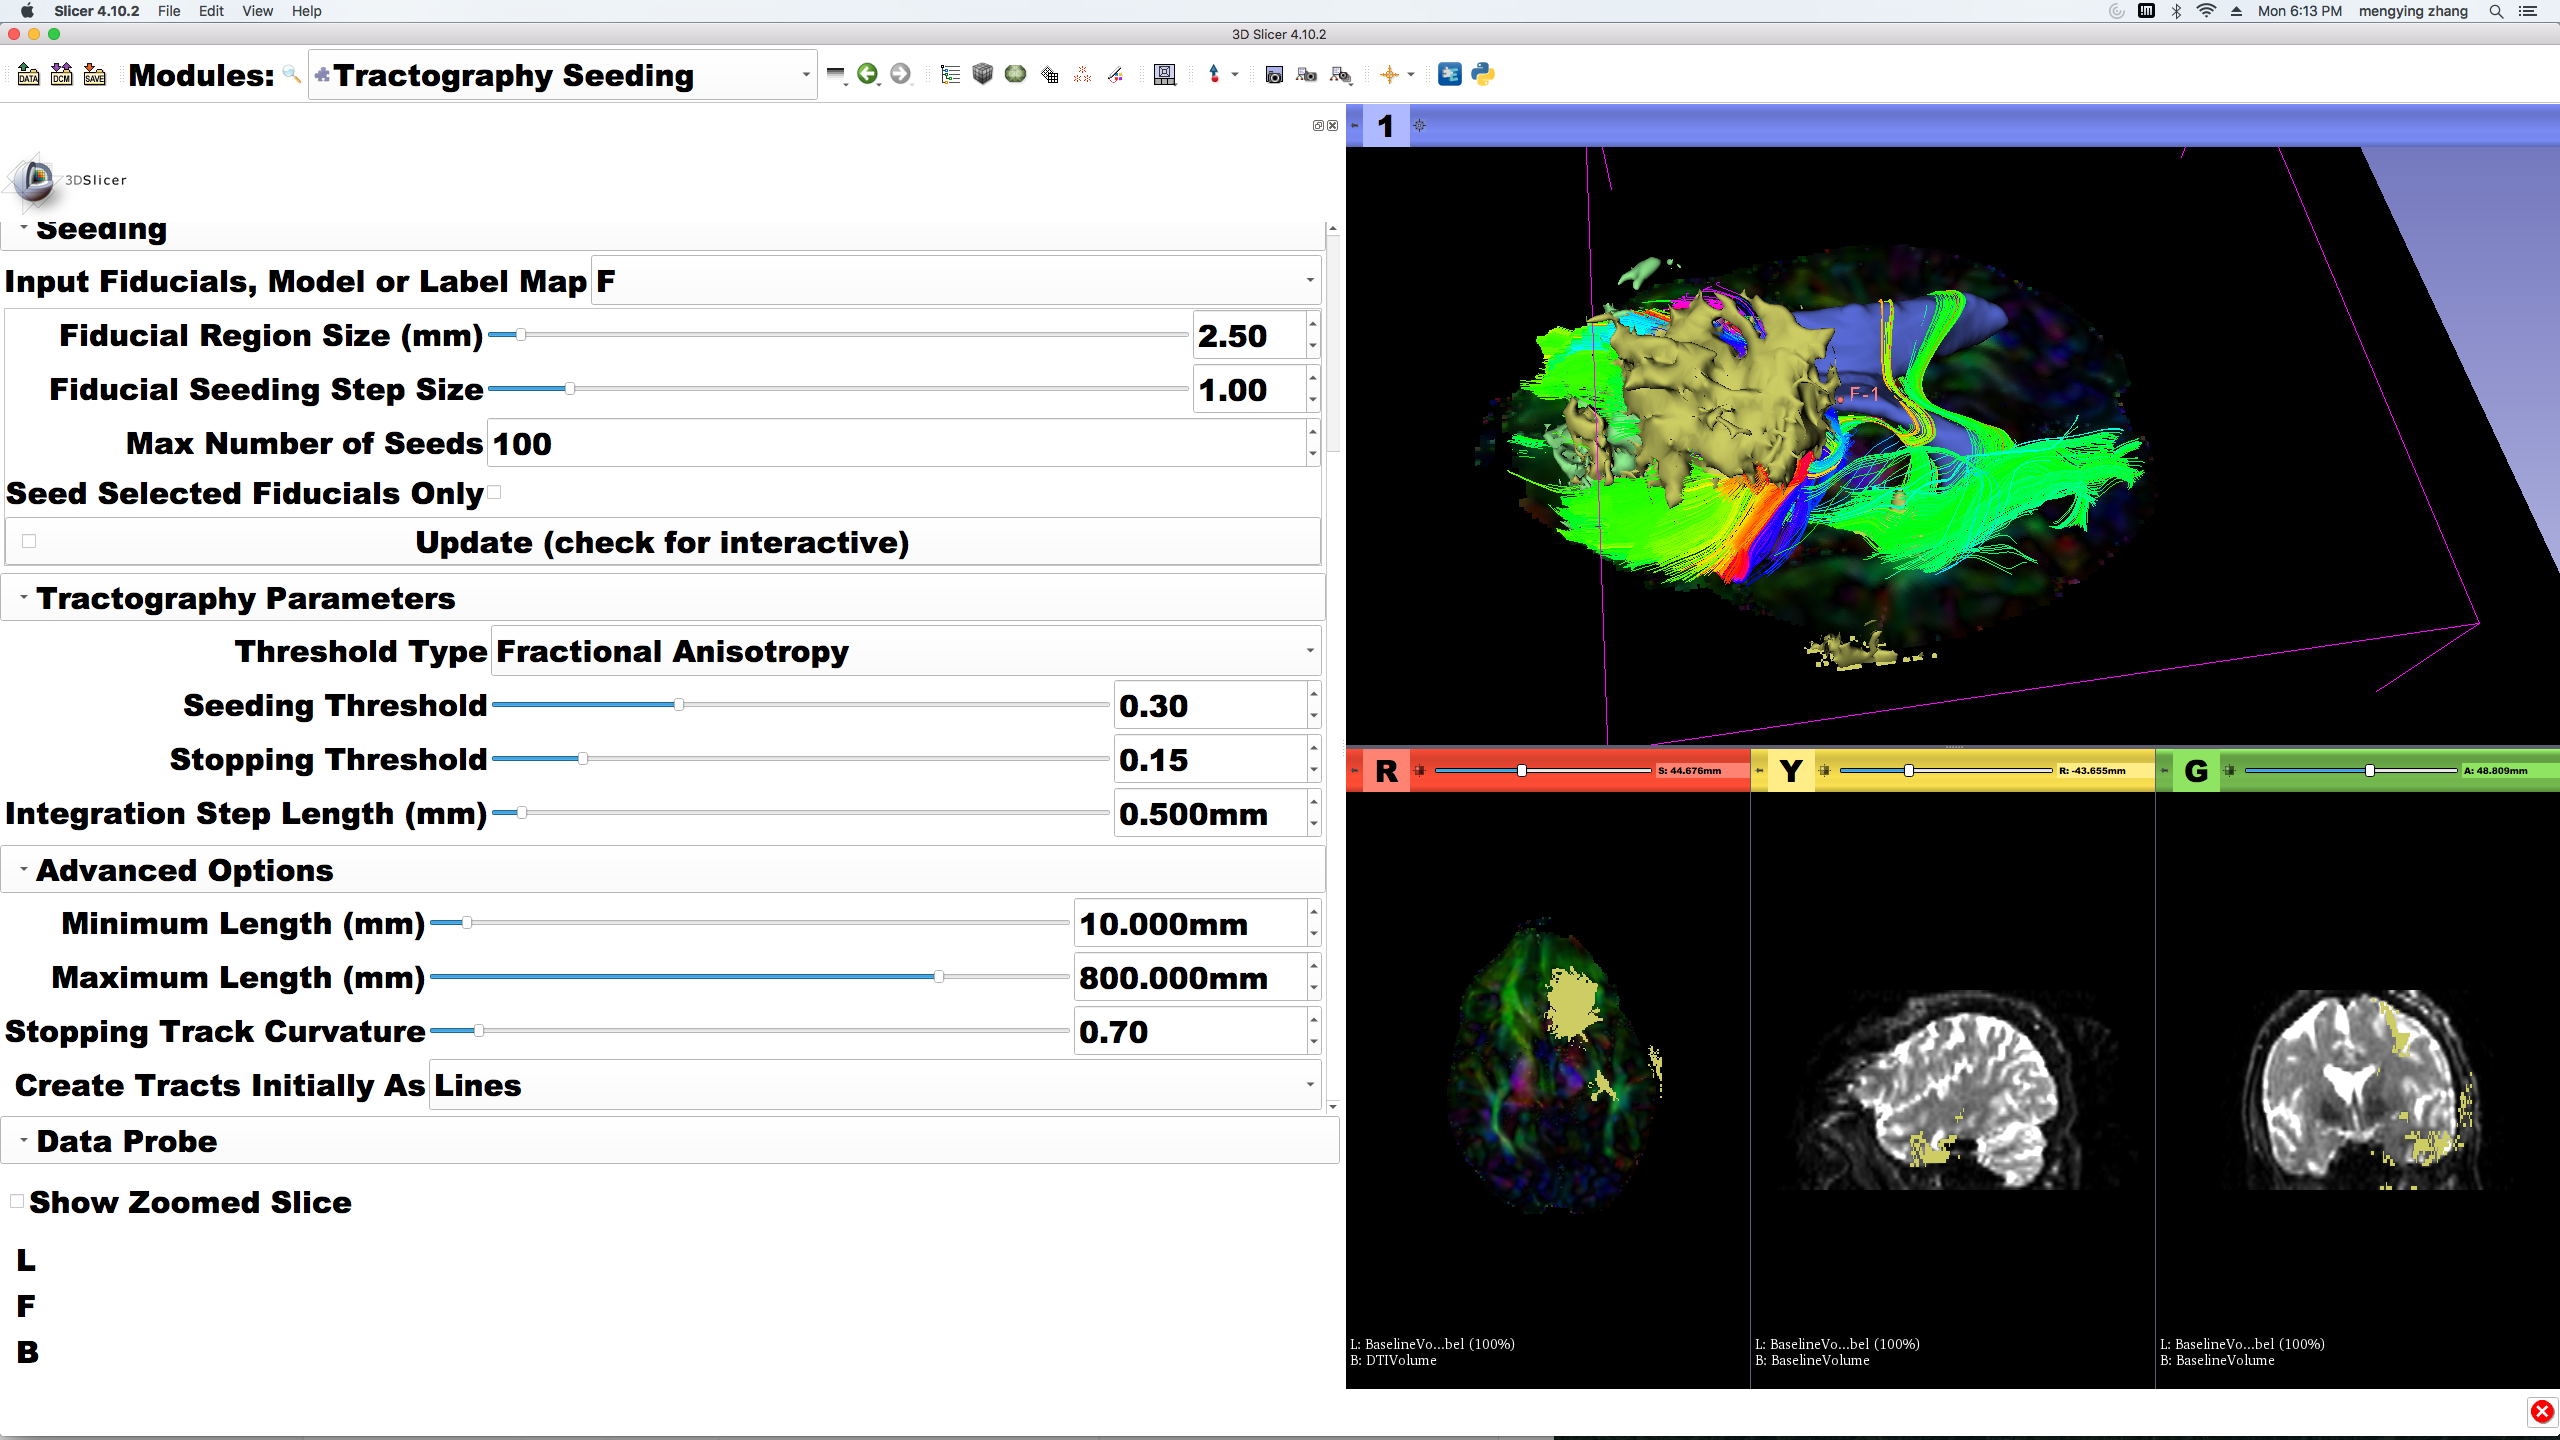 Slicer 4.10.2 File Edit View Help Mon 6:13 PM mengying zhang
3D Slicer 4.10.2
DATA DCM SAVE Modules: Tractography Seeding
1
3DSlicer
Seeding
Input Fiducials, Model or Label Map F
Fiducial Region Size (mm) 2.50
Fiducial Seeding Step Size 1.00
Max Number of Seeds 100
Seed Selected Fiducials Only
Update (check for interactive)
Tractography Parameters
Threshold Type Fractional Anisotropy
Seeding Threshold 0.30
Stopping Threshold 0.15
Integration Step Length (mm) 0.500mm
Advanced Options
Minimum Length (mm) 10.000mm
Maximum Length (mm) 800.000mm
Stopping Track Curvature 0.70
Create Tracts Initially As Lines
Data Probe
Show Zoomed Slice
L
F
B
F-1
R S: 44.676mm
Y R: -43.655mm
G A: 48.809mm
L: BaselineVo...bel (100%)
B: DTIVolume
L: BaselineVo...bel (100%)
B: BaselineVolume
L: BaselineVo...bel (100%)
B: BaselineVolume